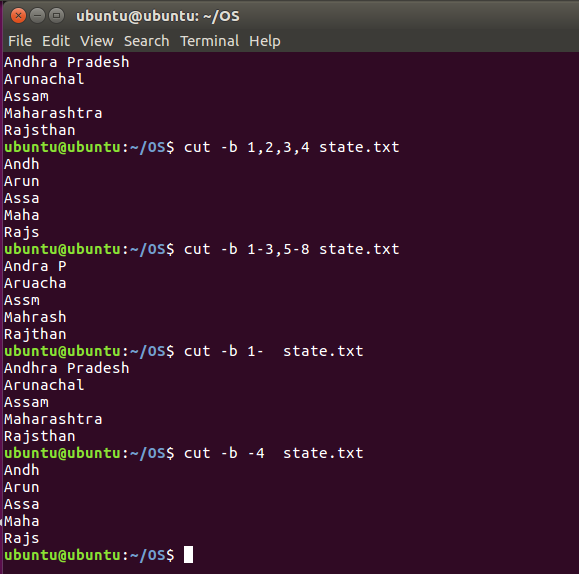 ubuntu@ubuntu: ~/OS
File Edit View Search Terminal Help
Andhra Pradesh
Arunachal
Assam
Maharashtra
Rajsthan
ubuntu@ubuntu:~/OS$ cut -b 1,2,3,4 state.txt
Andh
Arun
Assa
Maha
Rajs
ubuntu@ubuntu:~/OS$ cut -b 1-3,5-8 state.txt
Andra P
Aruacha
Assm
Mahrash
Rajthan
ubuntu@ubuntu:~/OS$ cut -b 1-  state.txt
Andhra Pradesh
Arunachal
Assam
Maharashtra
Rajsthan
ubuntu@ubuntu:~/OS$ cut -b -4  state.txt
Andh
Arun
Assa
Maha
Rajs
ubuntu@ubuntu:~/OS$